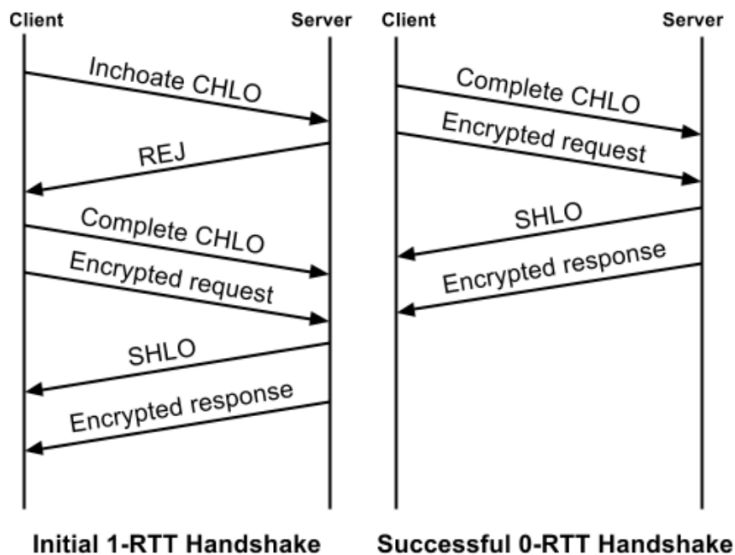 Client
Server
Inchoate CHLO
REJ
Complete CHLO
Encrypted request
SHLO
Encrypted response
Initial 1-RTT Handshake
Client
Server
Complete CHLO
Encrypted request
SHLO
Encrypted response
Successful 0-RTT Handshake